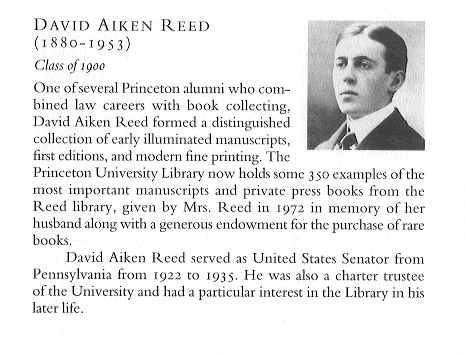 DAVID AIKEN REED
(1880–1953)
Class of 1900
One of several Princeton alumni who com-
bined law careers with book collecting,
David Aiken Reed formed a distinguished
collection of early illuminated manuscripts,
first editions, and modern fine printing. The
Princeton University Library now holds some 350 examples of the
most important manuscripts and private press books from the
Reed library, given by Mrs. Reed in 1972 in memory of her
husband along with a generous endowment for the purchase of rare
books.
David Aiken Reed served as United States Senator from
Pennsylvania from 1922 to 1935. He was also a charter trustee
of the University and had a particular interest in the Library in his
later life.